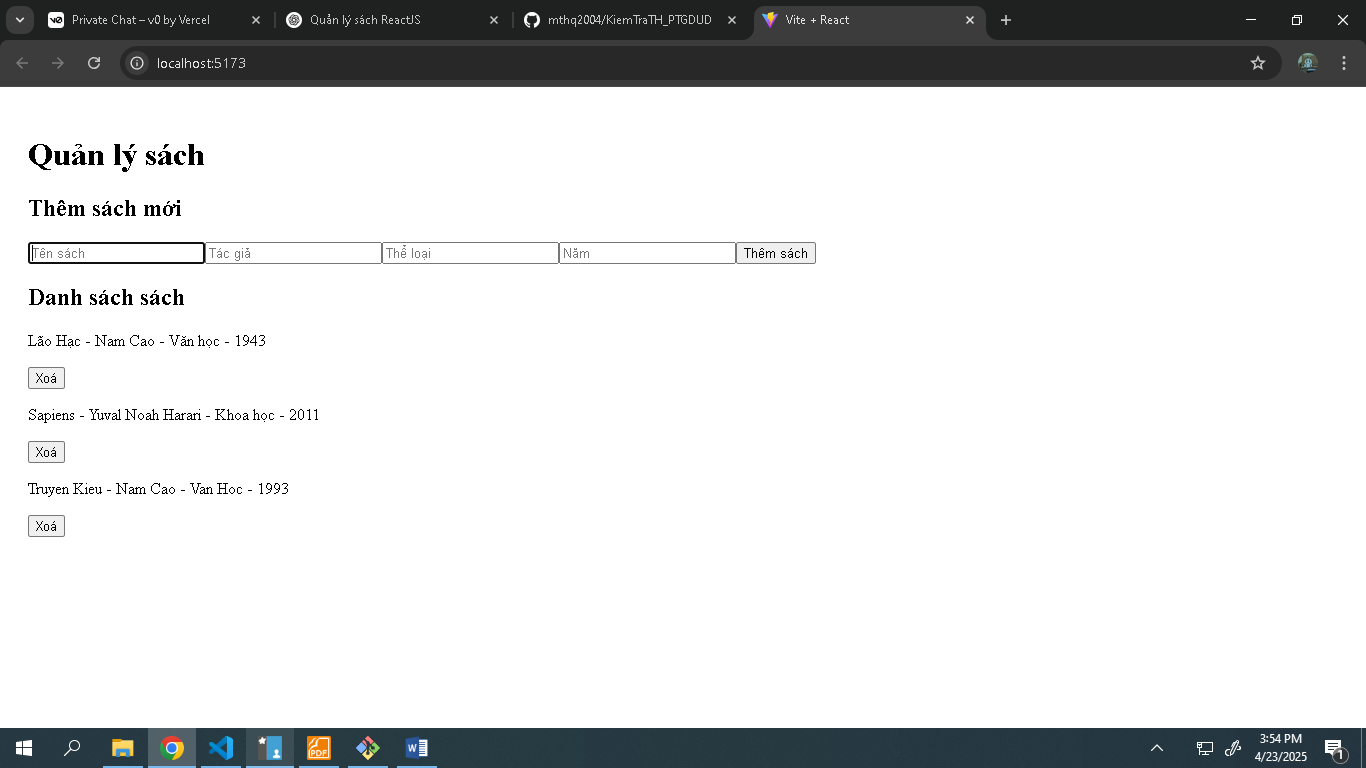 Private Chat – v0 by Vercel
Quản lý sách ReactJS
mthq2004/KiemTraTH_PTGDUD
Vite + React
localhost:5173
Quản lý sách
Thêm sách mới
Tên sách Tác giả Thể loại Năm Thêm sách
Danh sách sách
Lão Hạc - Nam Cao - Văn học - 1943
Xoá
Sapiens - Yuval Noah Harari - Khoa học - 2011
Xoá
Truyen Kieu - Nam Cao - Van Hoc - 1993
Xoá
PDF
W
3:54 PM
4/23/2025
1